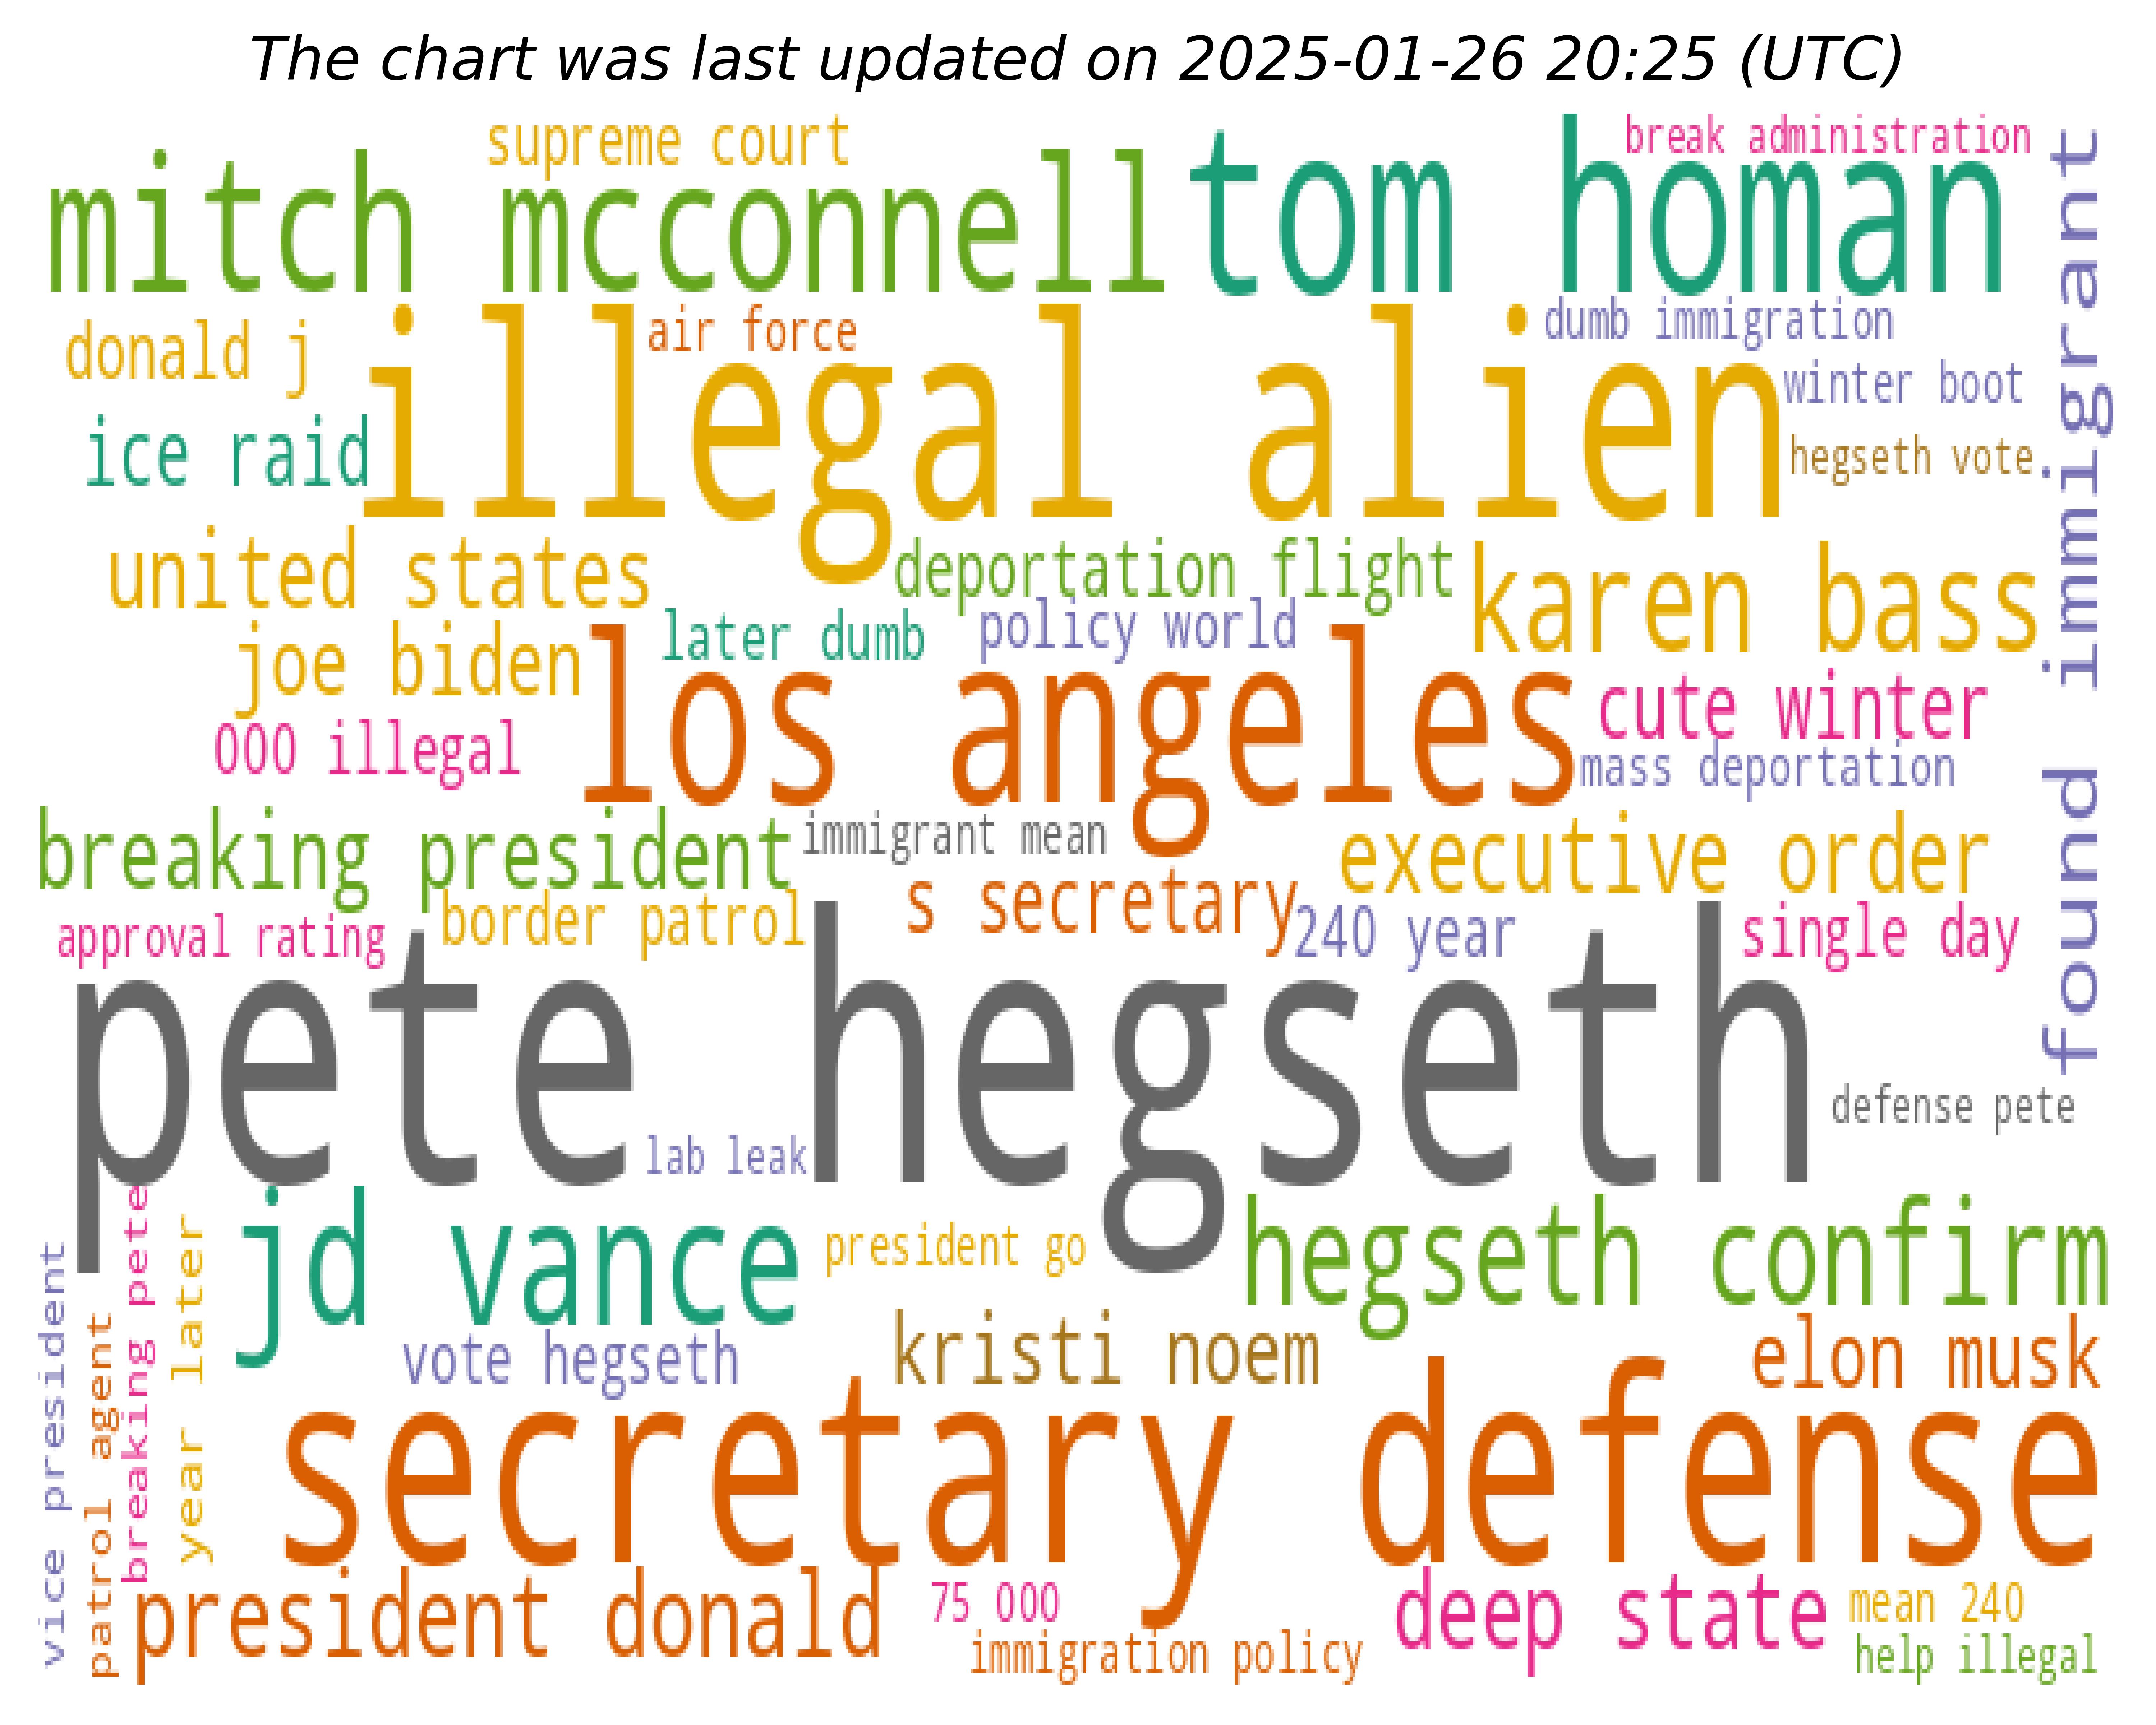 The chart was last updated on 2025-01-26 20:25 (UTC)
supreme court
break administration
mitch mcconnell
tom homan
found immigrant
donald j
air force
dumb immigration
illegal alien
winter boot
ice raid
hegseth vote
united states
deportation flight
karen bass
joe biden
later dumb
policy world
los angeles
cute winter
000 illegal
mass deportation
breaking president
immigrant mean
executive order
s secretary
approval rating
border patrol
240 year
single day
pete hegseth
defense pete
lab leak
jd vance
president go
hegseth confirm
vice president
patrol agent
breaking pete
year later
vote hegseth
kristi noem
elon musk
secretary defense
president donald
75 000
deep state
mean 240
immigration policy
help illegal